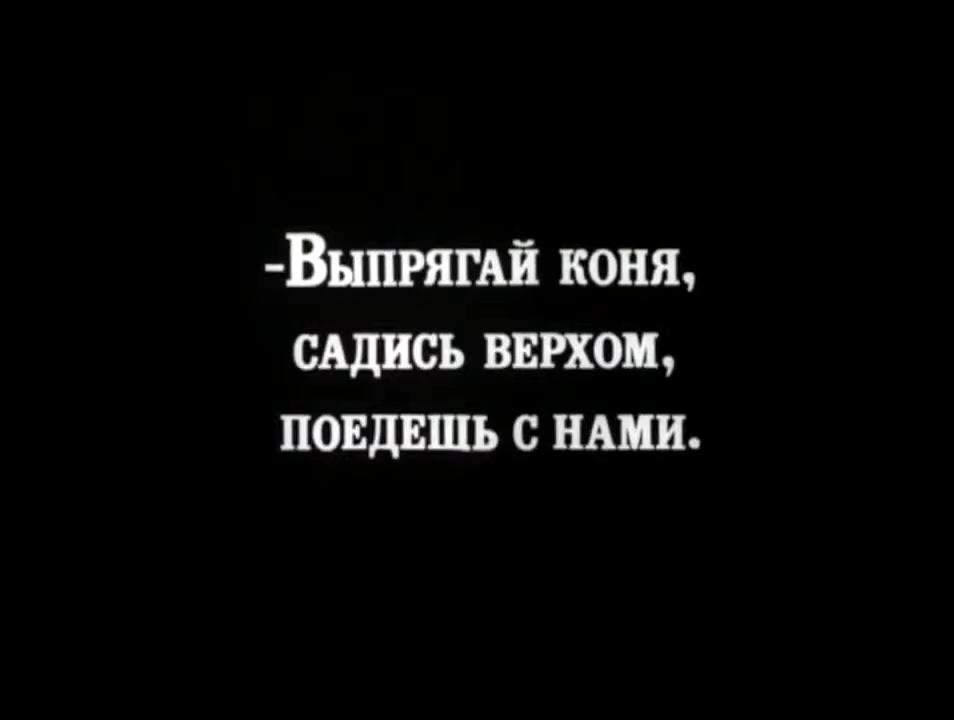 -Выпрягай коня,
садись верхом,
поедешь с нами.